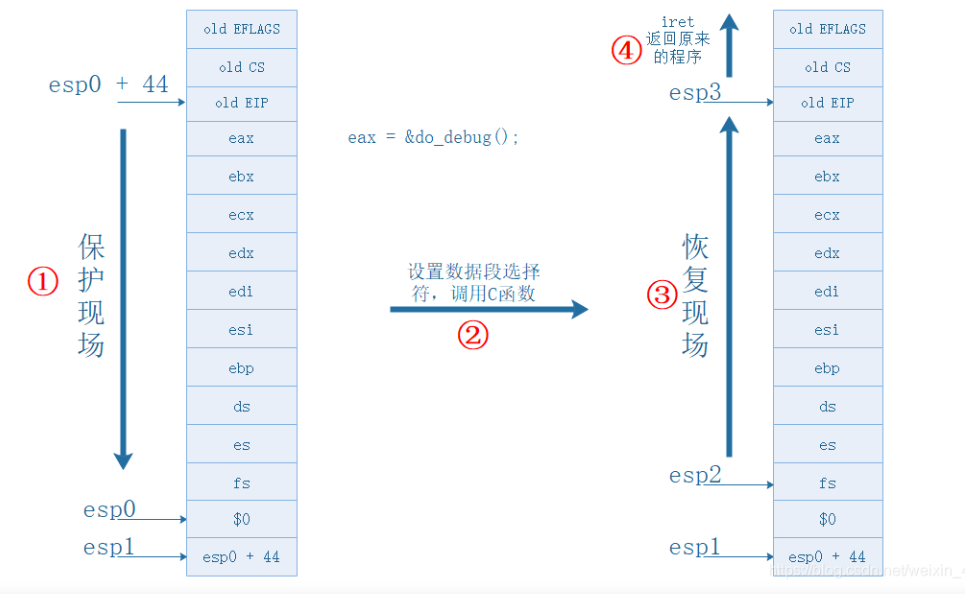 old EFLAGS
old CS
esp0 + 44
old EIP
eax
ebx
ecx
edx
edi
esi
ebp
ds
es
fs
esp0
$0
esp1
esp0 + 44
① 保护现场
eax = &do_debug();
设置数据段选择
符，调用C函数
②
④
iret
返回原来
的程序
old EFLAGS
old CS
esp3
old EIP
eax
ebx
ecx
edx
edi
esi
ebp
ds
es
esp2
fs
$0
esp1
esp0 + 44
③ 恢复现场
https://blog.csdn.net/weixin_4